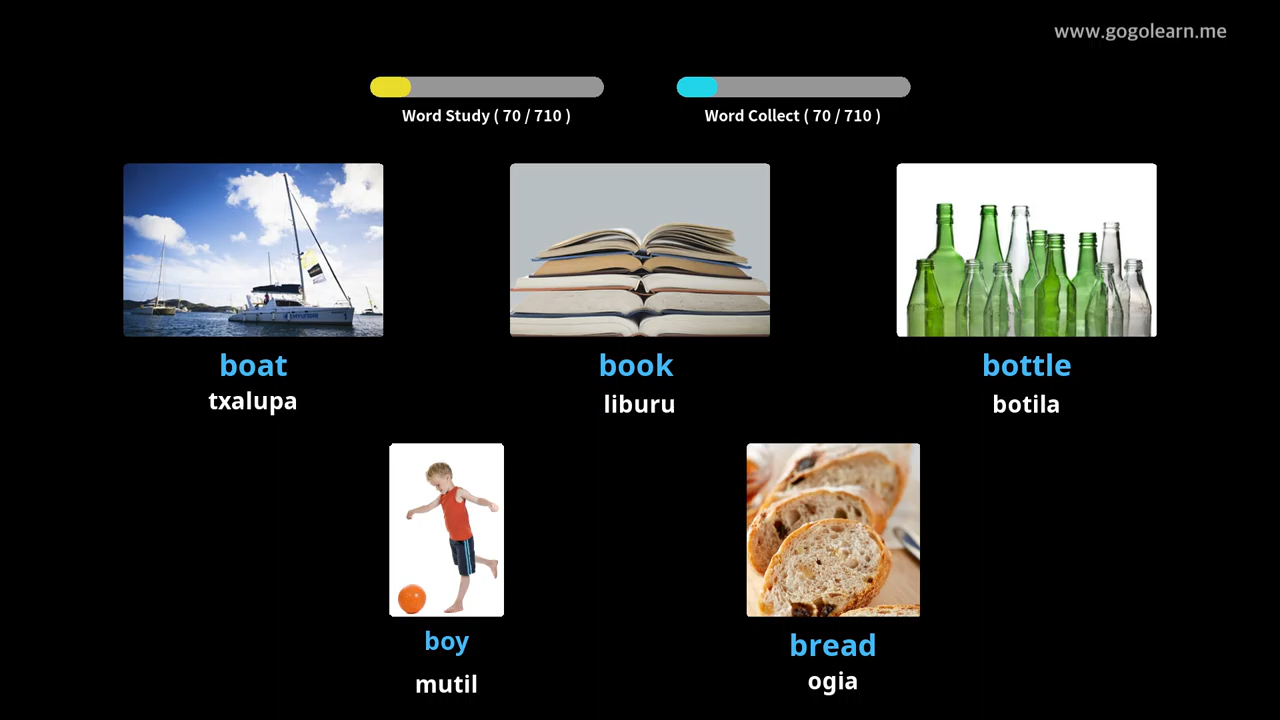 www.gogolearn.me
Word Study ( 70 / 710 )
Word Collect ( 70 / 710 )
boat
txalupa
book
liburu
bottle
botila
boy
mutil
bread
ogia